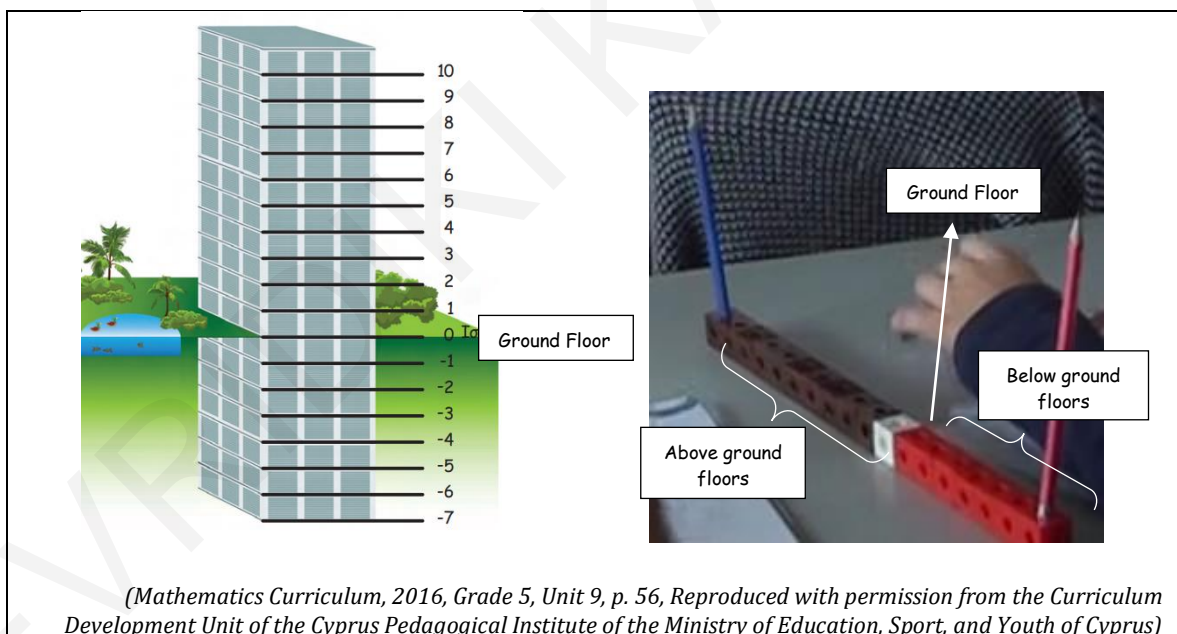 10
9
8
7
6
5
4
3
2
1
0 Ισ
Ground Floor
-1
-2
-3
-4
-5
-6
-7
Ground Floor
Below ground
floors
Above ground
floors
(Mathematics Curriculum, 2016, Grade 5, Unit 9, p. 56, Reproduced with permission from the Curriculum
Development Unit of the Cyprus Pedagogical Institute of the Ministry of Education, Sport, and Youth of Cyprus)